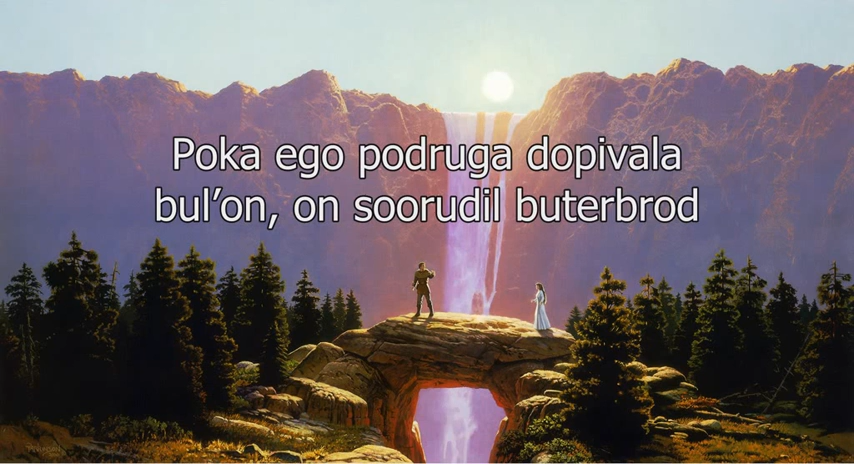 Poka ego podruga dopivala
bul’on, on soorudil buterbrod